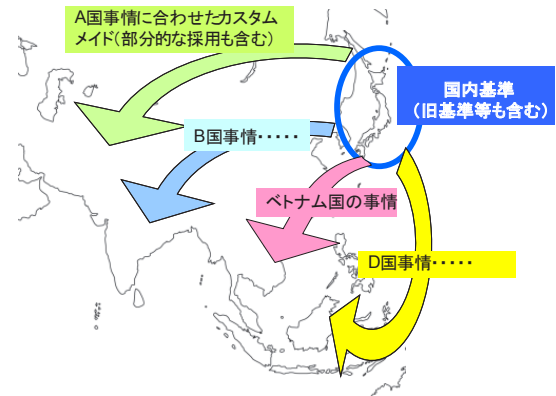 A国事情に合わせたカスタム
メイド(部分的な採用も含む)
国内基準
(旧基準等も含む)
B国事情・・・・・
ベトナム国の事情
D国事情・・・・・